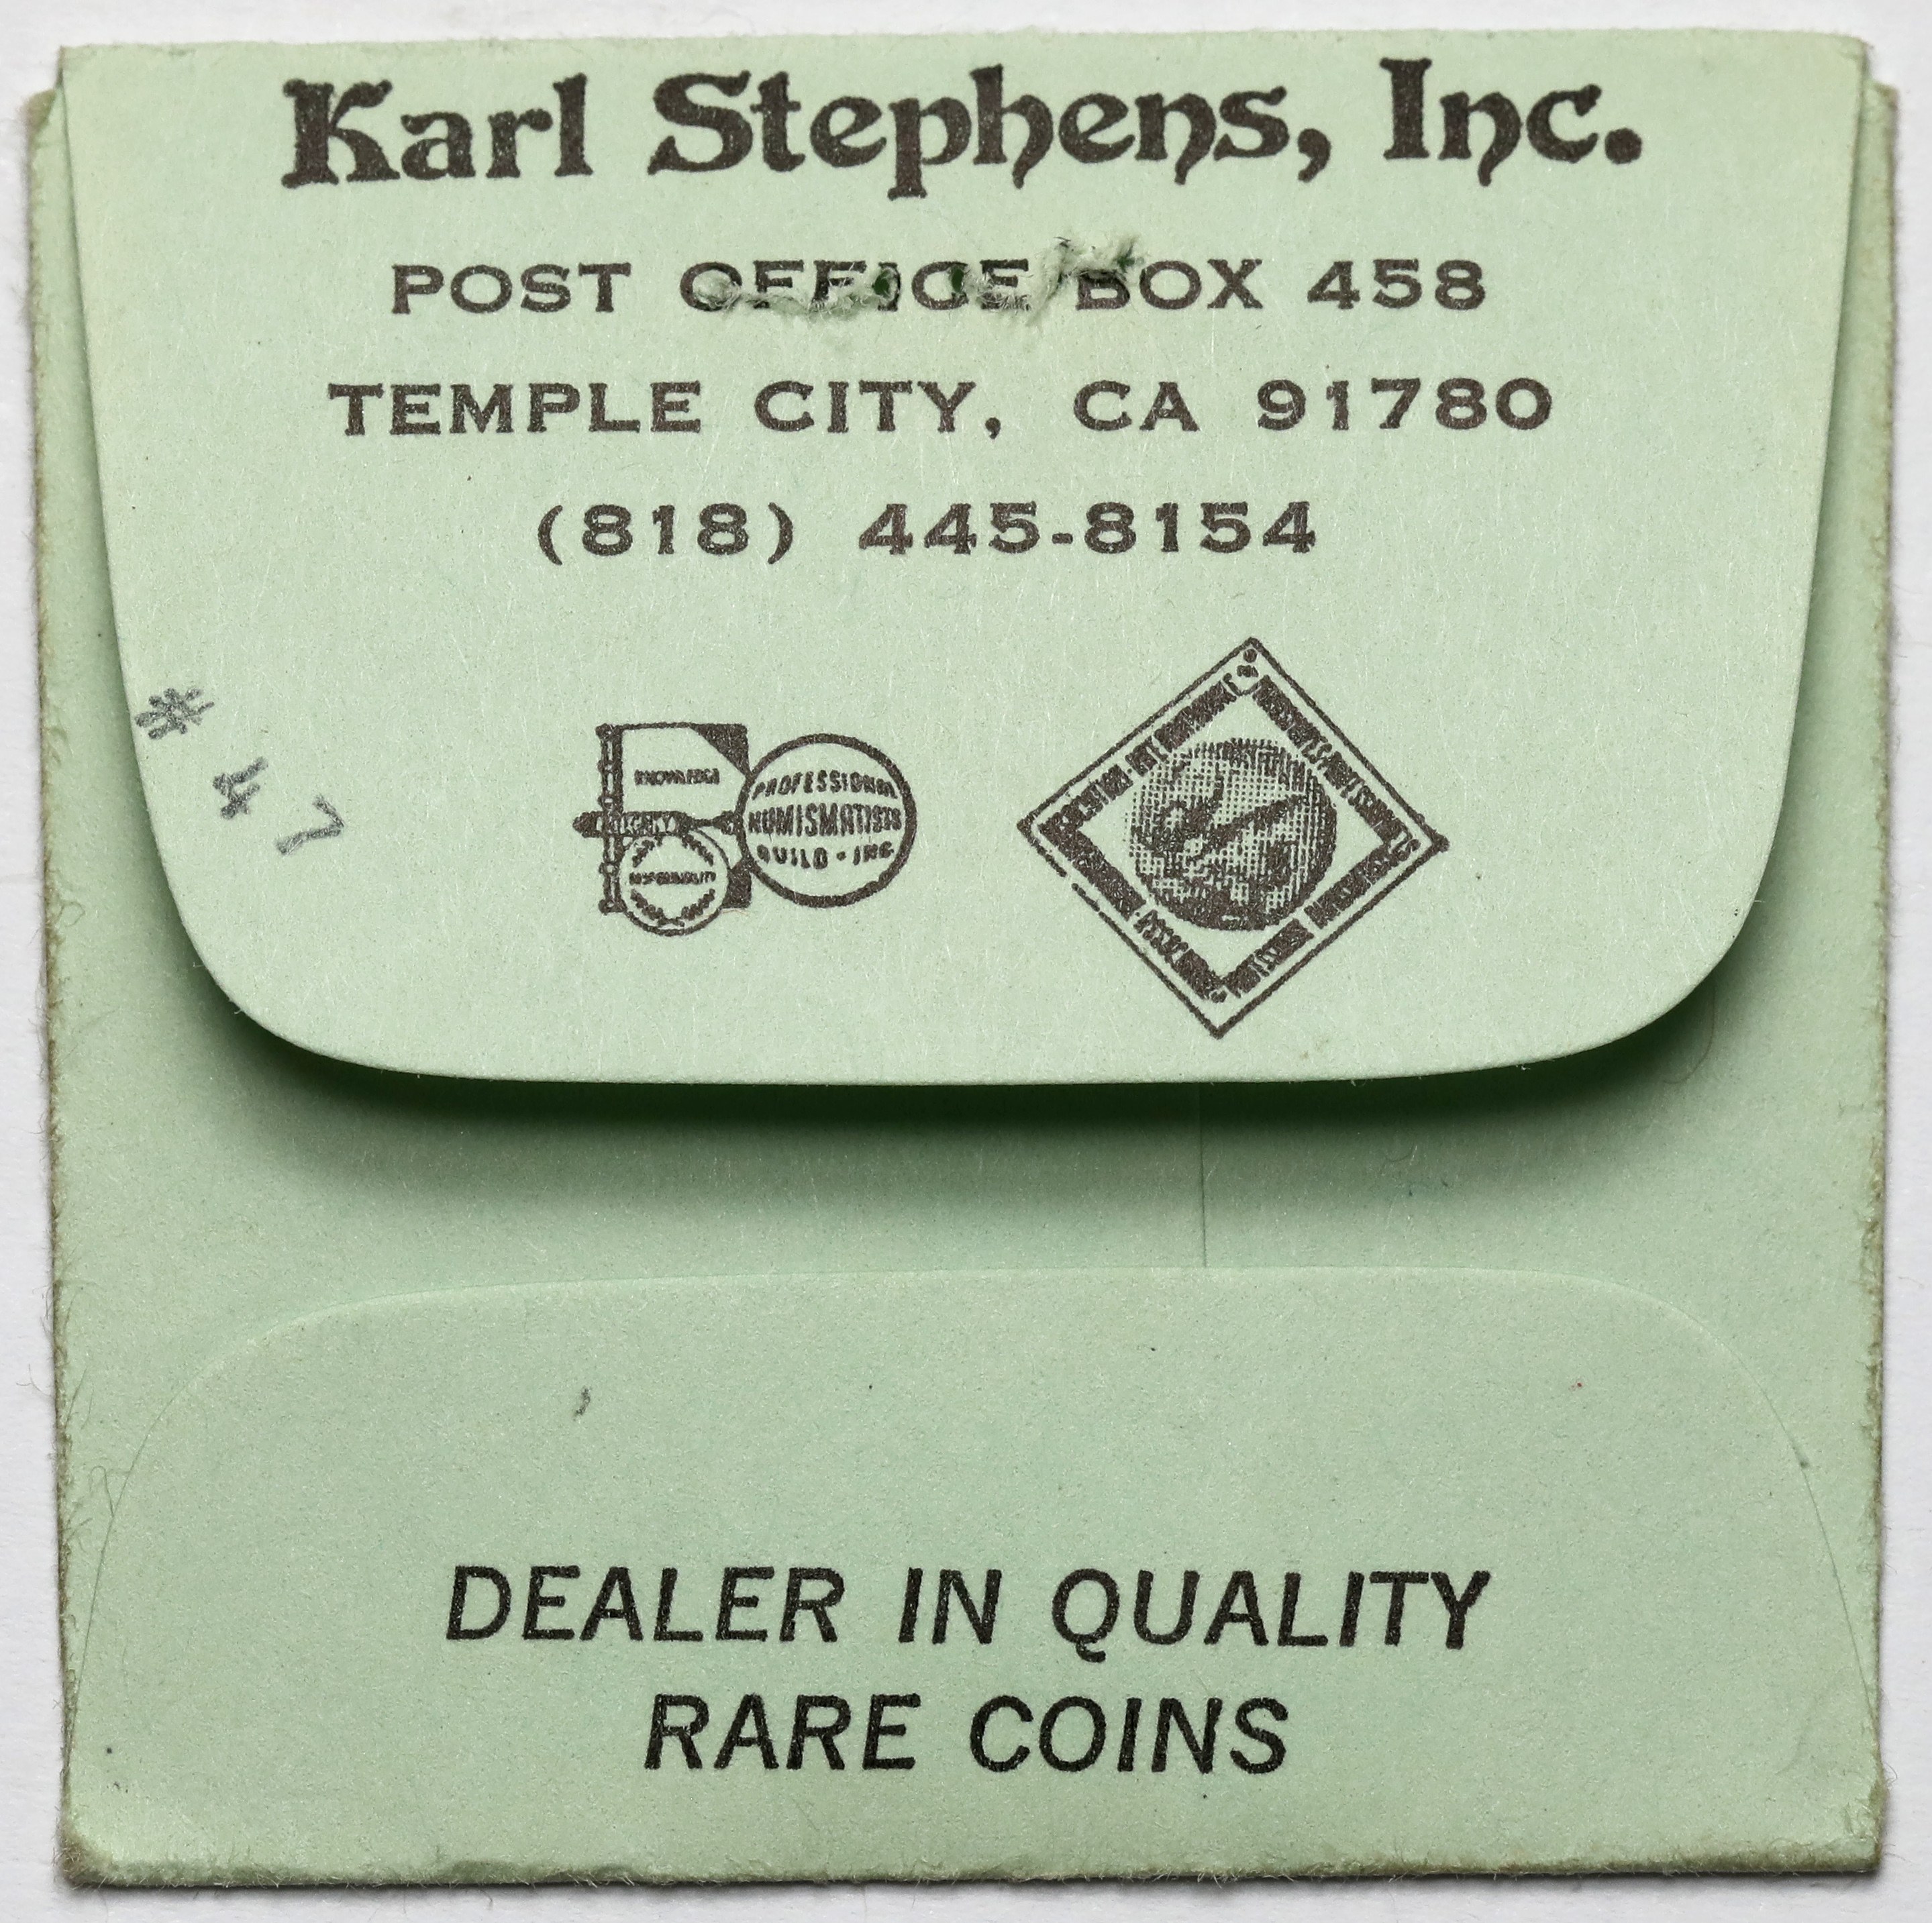 Karl Stephens, Inc.
POST OFFICE BOX 458
TEMPLE CITY, CA 91780
(818) 445-8154
# 47
KNOWLEDGE
PROFESSIONAL
NUMISMATISTS
GUILD • INC
DEALER IN QUALITY
RARE COINS